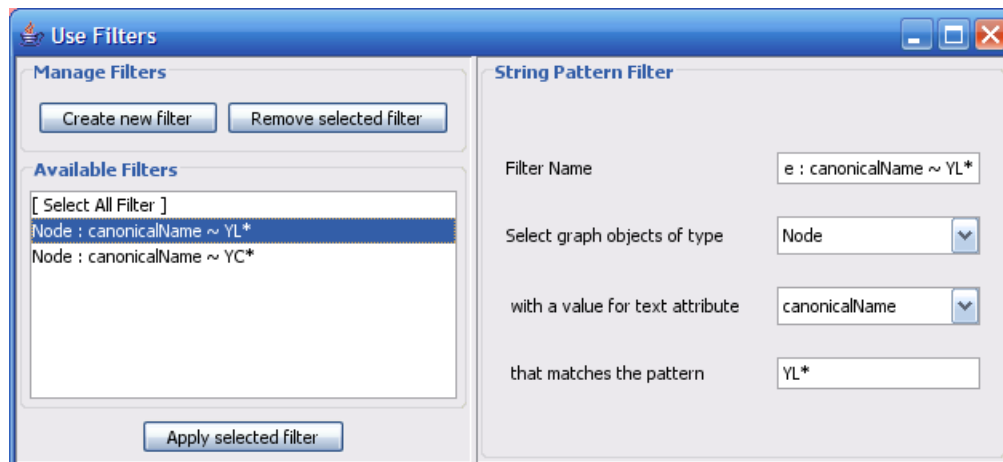 Use Filters
Manage Filters
Create new filter
Remove selected filter
Available Filters
[ Select All Filter ]
Node : canonicalName ~ YL*
Node : canonicalName ~ YC*
Apply selected filter
String Pattern Filter
Filter Name
e : canonicalName ~ YL*
Select graph objects of type
Node
with a value for text attribute
canonicalName
that matches the pattern
YL*